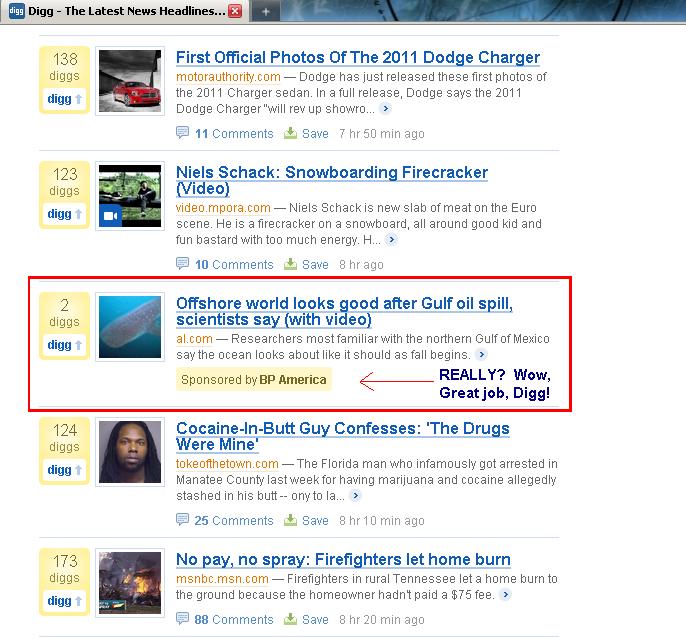 digg Digg - The Latest News Headlines...
138
diggs
digg
First Official Photos Of The 2011 Dodge Charger
motorauthority.com — Dodge has just released these first photos of
the 2011 Charger sedan. In a full release, Dodge says the 2011
Dodge Charger "will rev up showro...
11 Comments Save 7 hr 50 min ago
123
diggs
digg
Niels Schack: Snowboarding Firecracker
(Video)
video.mpora.com — Niels Schack is new slab of meat on the Euro
scene. He is a firecracker on a snowboard, all around good kid and
fun bastard with too much energy. H...
10 Comments Save 8 hr ago
2
diggs
digg
Offshore world looks good after Gulf oil spill,
scientists say (with video)
al.com — Researchers most familiar with the northern Gulf of Mexico
say the ocean looks about like it should as fall begins.
Sponsored by BP America
REALLY? Wow,
Great job, Digg!
124
diggs
digg
Cocaine-In-Butt Guy Confesses: 'The Drugs
Were Mine'
tokeofthetown.com — The Florida man who infamously got arrested in
Manatee County last week for having marijuana and cocaine allegedly
stashed in his butt -- ony to la...
25 Comments Save 8 hr 10 min ago
173
diggs
digg
No pay, no spray: Firefighters let home burn
msnbc.msn.com — Firefighters in rural Tennessee let a home burn to
the ground because the homeowner hadn't paid a $75 fee.
88 Comments Save 8 hr 20 min ago